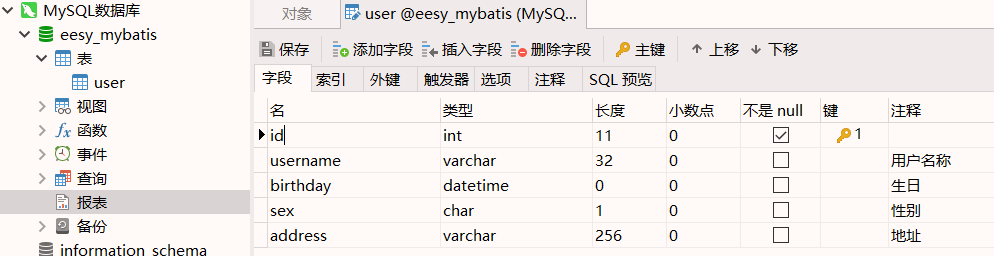 MySQL数据库
eesy_mybatis
表
user
视图
函数
事件
查询
报表
备份
information_schema
对象
user @eesy_mybatis (MySQ...
保存 添加字段 插入字段 删除字段 主键 上移 下移
字段 索引 外键 触发器 选项 注释 SQL 预览
名 类型 长度 小数点 不是 null 键 注释
id int 11 0 1
username varchar 32 0 用户名称
birthday datetime 0 0 生日
sex char 1 0 性别
address varchar 256 0 地址